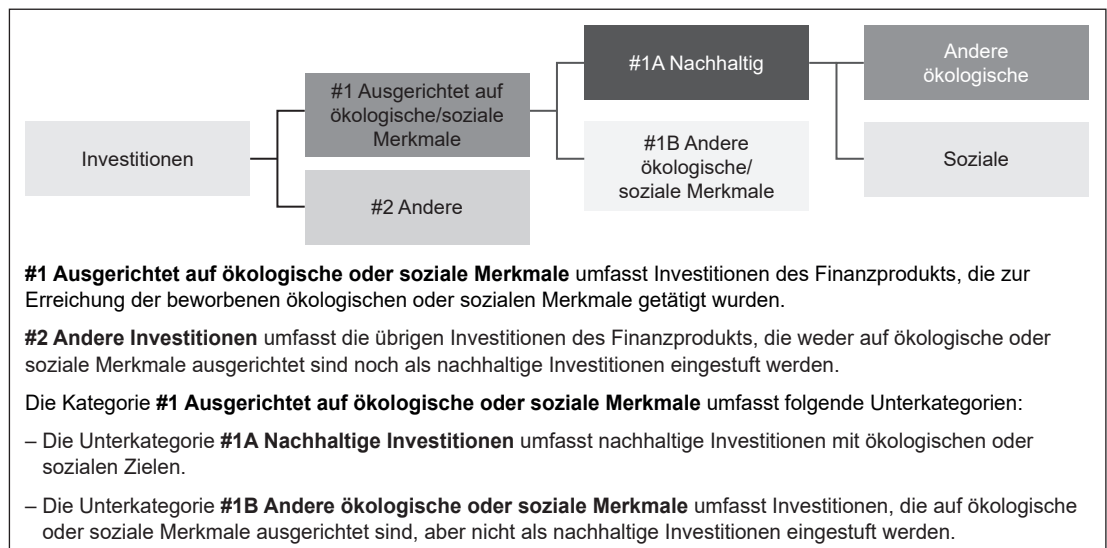 Investitionen
#1 Ausgerichtet auf
ökologische/soziale
Merkmale
#2 Andere
#1A Nachhaltig
#1B Andere
ökologische/
soziale Merkmale
Andere
ökologische
Soziale
#1 Ausgerichtet auf ökologische oder soziale Merkmale umfasst Investitionen des Finanzprodukts, die zur
Erreichung der beworbenen ökologischen oder sozialen Merkmale getätigt wurden.
#2 Andere Investitionen umfasst die übrigen Investitionen des Finanzprodukts, die weder auf ökologische oder
soziale Merkmale ausgerichtet sind noch als nachhaltige Investitionen eingestuft werden.
Die Kategorie #1 Ausgerichtet auf ökologische oder soziale Merkmale umfasst folgende Unterkategorien:
– Die Unterkategorie #1A Nachhaltige Investitionen umfasst nachhaltige Investitionen mit ökologischen oder
sozialen Zielen.
– Die Unterkategorie #1B Andere ökologische oder soziale Merkmale umfasst Investitionen, die auf ökologische
oder soziale Merkmale ausgerichtet sind, aber nicht als nachhaltige Investitionen eingestuft werden.